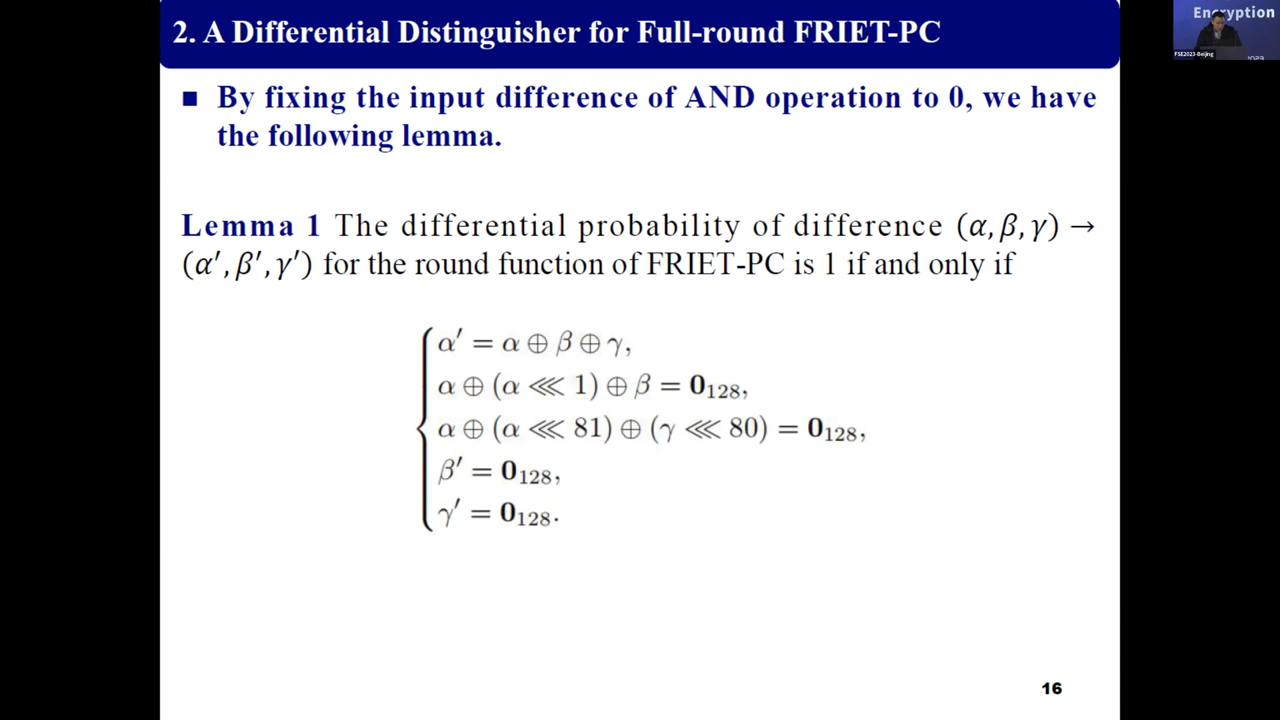 2. A Differential Distinguisher for Full-round FRIET-PC
Encryption
FSE2023-Beijing
2023
■ By fixing the input difference of AND operation to 0, we have
the following lemma.
Lemma 1 The differential probability of difference (α, β, γ) →
(α′, β′, γ′) for the round function of FRIET-PC is 1 if and only if
α′ = α ⊕ β ⊕ γ,
α ⊕ (α ⋘ 1) ⊕ β = 0₁₂₈,
α ⊕ (α ⋘ 81) ⊕ (γ ⋘ 80) = 0₁₂₈,
β′ = 0₁₂₈,
γ′ = 0₁₂₈.
16